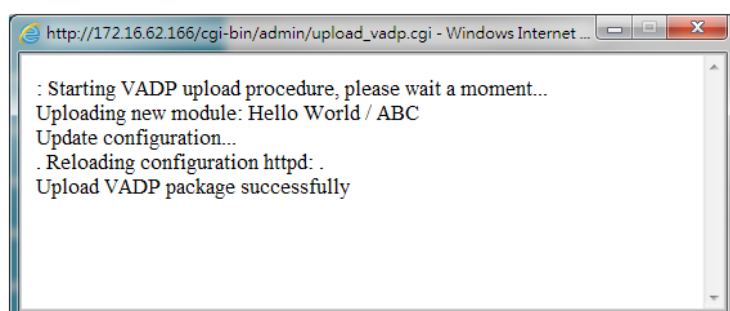 http://172.16.62.166/cgi-bin/admin/upload_vadp.cgi - Windows Internet ...
: Starting VADP upload procedure, please wait a moment...
Uploading new module: Hello World / ABC
Update configuration...
. Reloading configuration httpd: .
Upload VADP package successfully